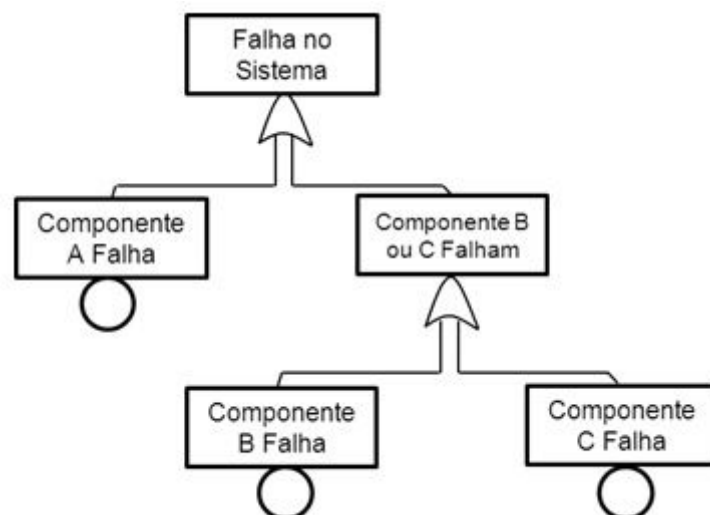 Falha no
Sistema
Componente
A Falha
Componente B
ou C Falham
Componente
B Falha
Componente
C Falha